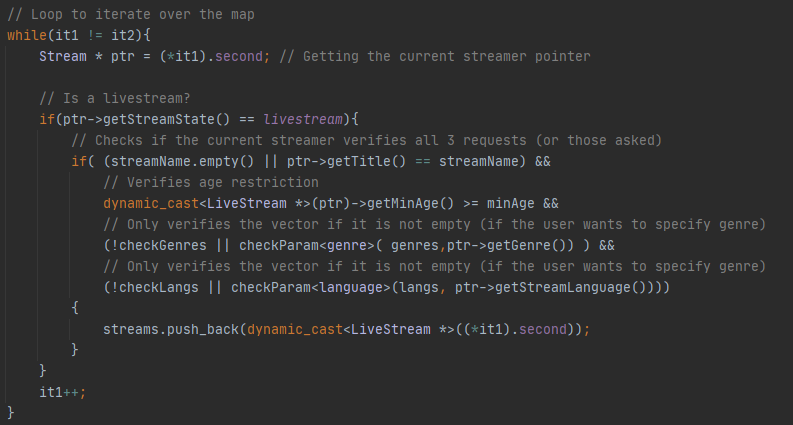 // Loop to iterate over the map
while(it1 != it2){
    Stream * ptr = (*it1).second; // Getting the current streamer pointer

    // Is a livestream?
    if(ptr->getStreamState() == livestream){
        // Checks if the current streamer verifies all 3 requests (or those asked)
        if( (streamName.empty() || ptr->getTitle() == streamName) &&
            // Verifies age restriction
            dynamic_cast<LiveStream *>(ptr)->getMinAge() >= minAge &&
            // Only verifies the vector if it is not empty (if the user wants to specify genre)
            (!checkGenres || checkParam<genre>( genres,ptr->getGenre()) ) &&
            // Only verifies the vector if it is not empty (if the user wants to specify genre)
            (!checkLangs || checkParam<language>(langs, ptr->getStreamLanguage())))
        {
            streams.push_back(dynamic_cast<LiveStream *>((*it1).second));
        }
    }
    it1++;
}